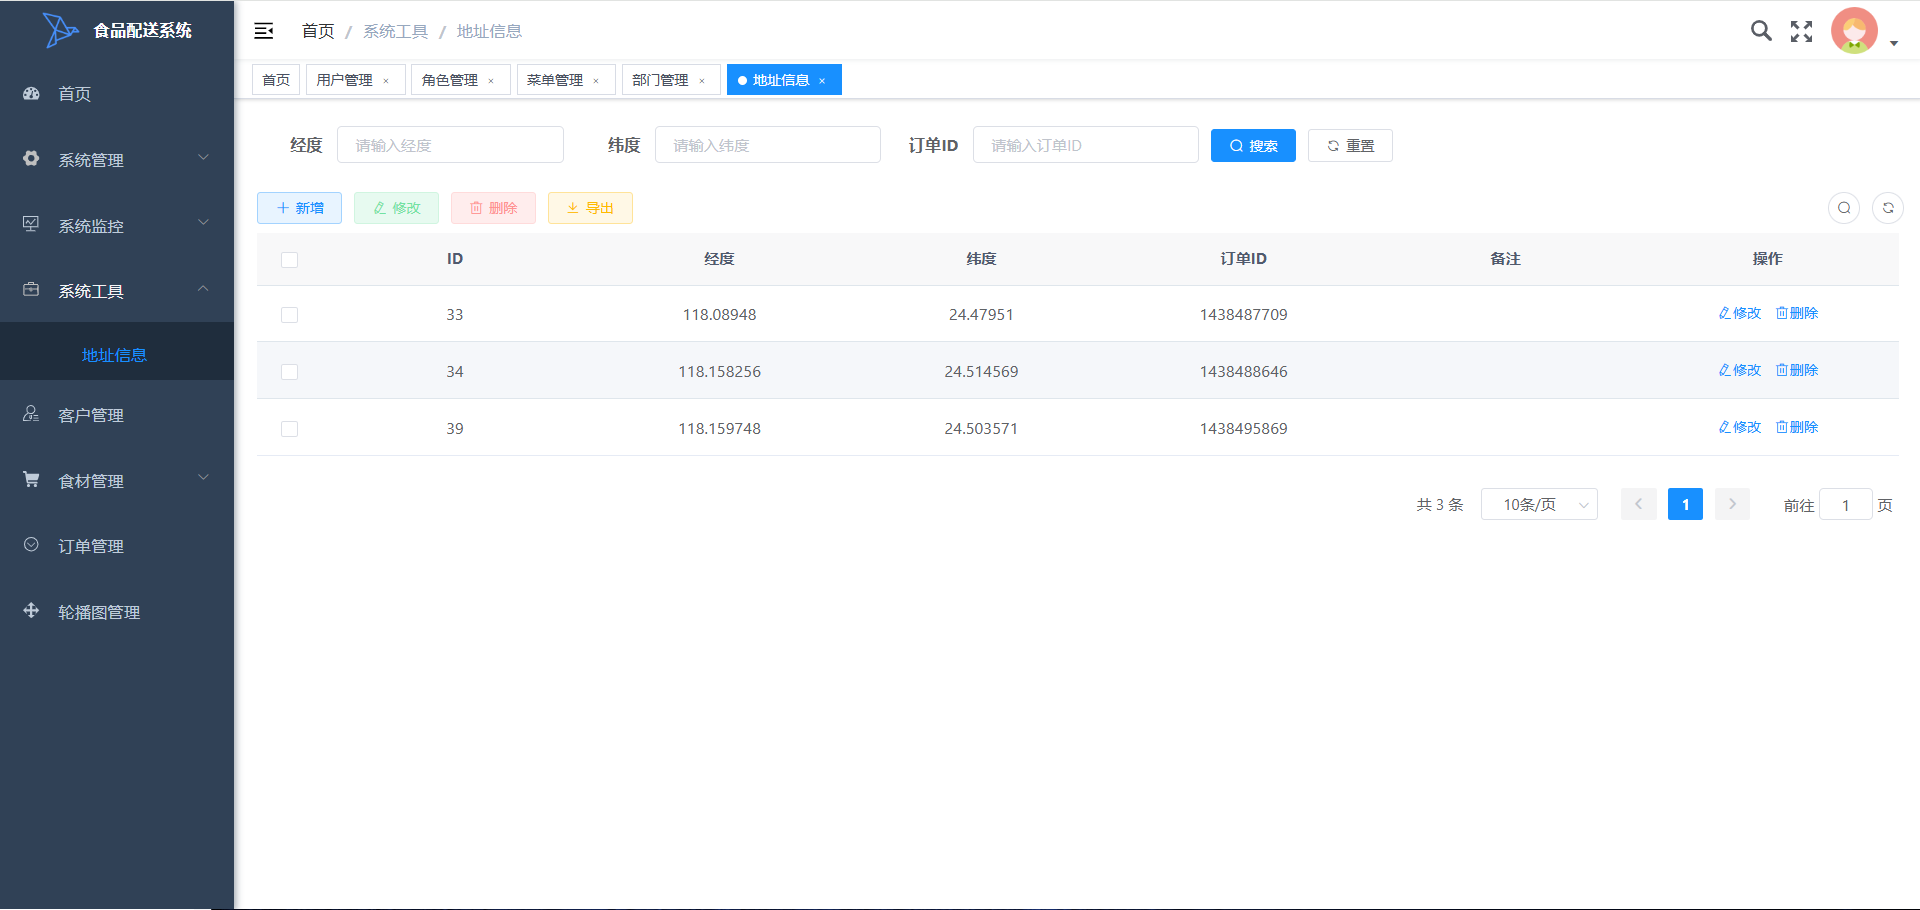 食品配送系统
首页
系统管理
系统监控
系统工具
地址信息
客户管理
食材管理
订单管理
轮播图管理
首页 / 系统工具 / 地址信息
首页 用户管理 × 角色管理 × 菜单管理 × 部门管理 × 地址信息 ×
经度 请输入经度 纬度 请输入纬度 订单ID 请输入订单ID 搜索 重置
新增 修改 删除 导出
ID 经度 纬度 订单ID 备注 操作
33 118.08948 24.47951 1438487709 修改 删除
34 118.158256 24.514569 1438488646 修改 删除
39 118.159748 24.503571 1438495869 修改 删除
共 3 条 10条/页 1 前往 1 页